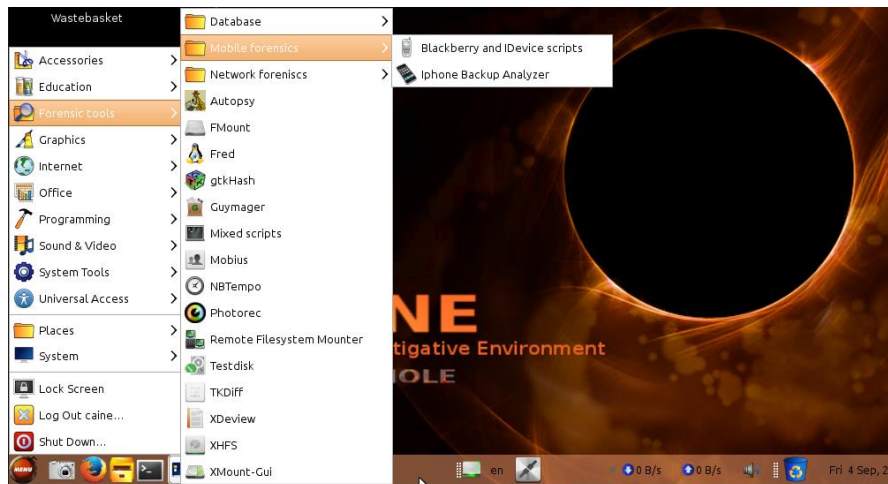 Wastebasket
Accessories
Education
Forensic tools
Graphics
Internet
Office
Programming
Sound & Video
System Tools
Universal Access
Places
System
Lock Screen
Log Out caine...
Shut Down...
Database
Mobile forensics
Network foreniscs
Autopsy
FMount
Fred
gtkHash
Guymager
Mixed scripts
Mobius
NBTempo
Photorec
Remote Filesystem Mounter
Testdisk
TKDiff
XDeview
XHFS
XMount-Gui
Blackberry and IDevice scripts
Iphone Backup Analyzer
NE
tigative Environment
OLE
MENU
en
0 B/s
0 B/s
Fri 4 Sep, 2